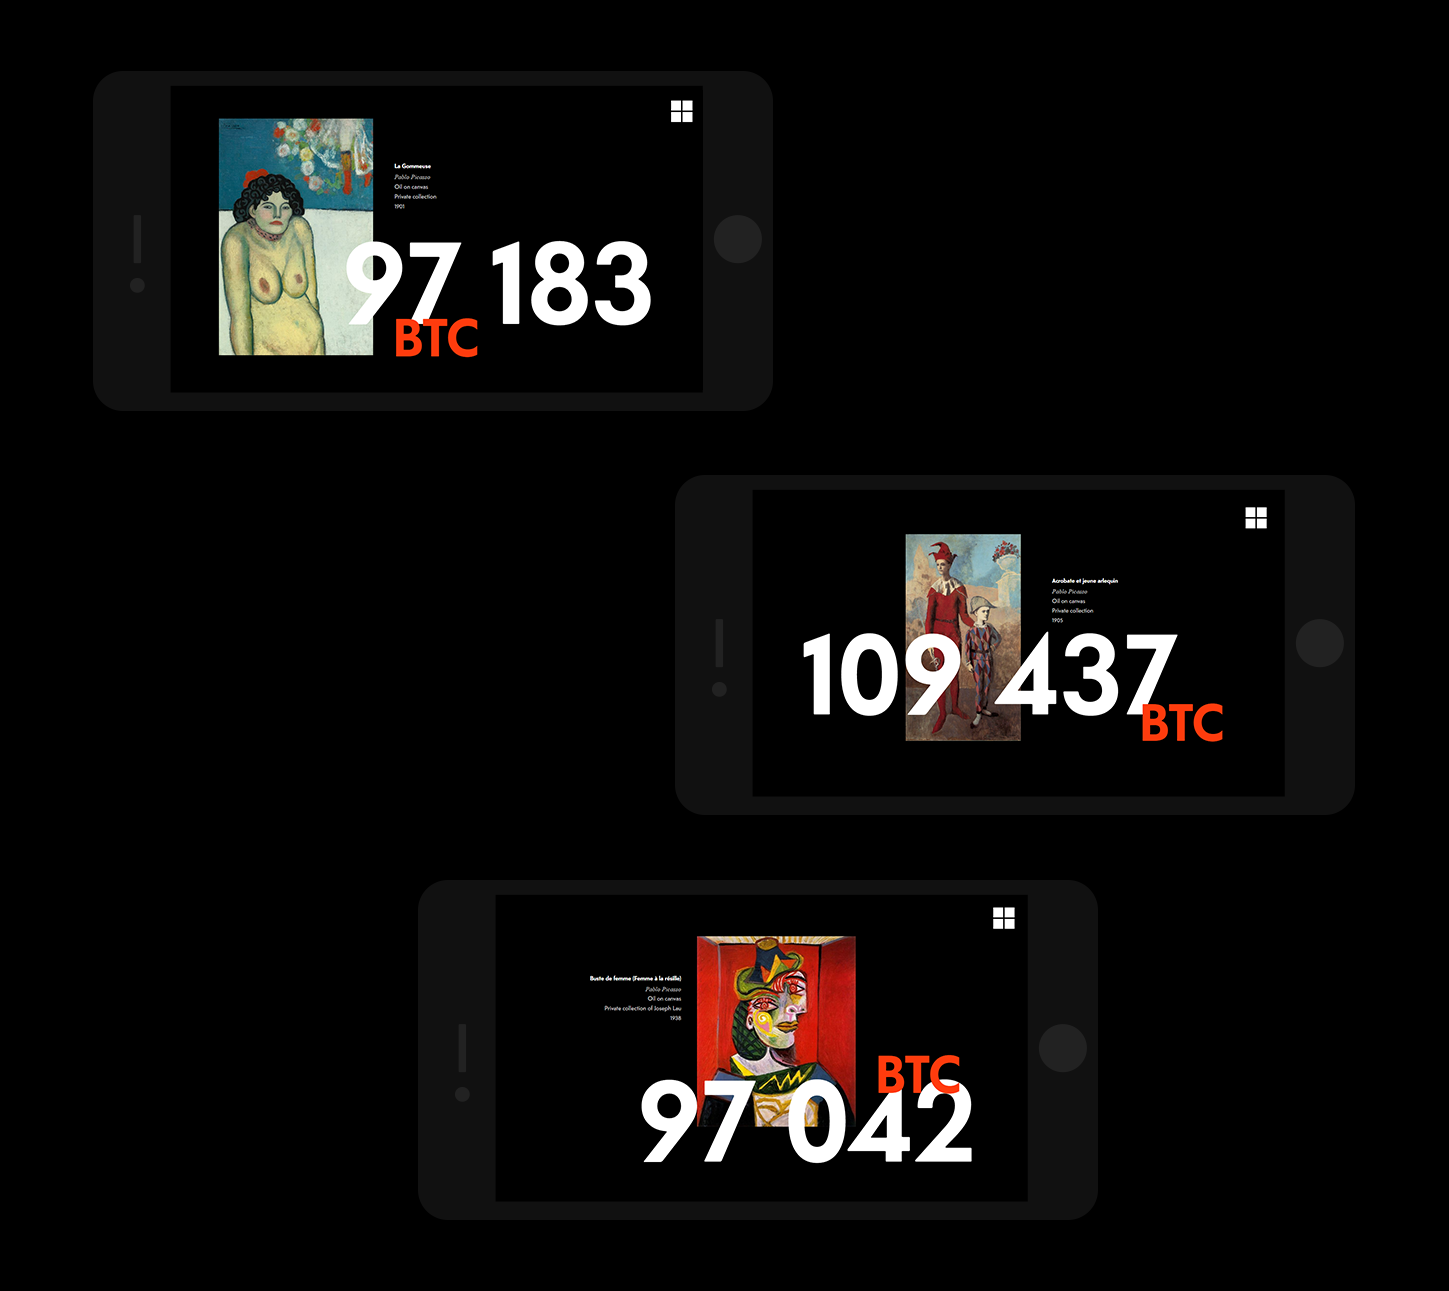 La Gommeuse
Pablo Picasso
Oil on canvas
Private collection
1901
97 183
BTC
Acrobate et jeune arlequin
Pablo Picasso
Oil on canvas
Private collection
1905
109 437
BTC
Buste de femme (Femme à la résille)
Pablo Picasso
Oil on canvas
Private collection of Joseph Lau
1938
BTC
97 042